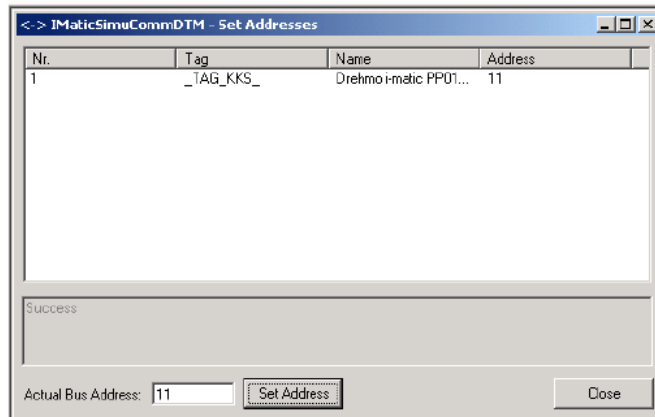 <-> IMaticSimuCommDTM - Set Addresses
Nr. Tag Name Address
1 _TAG_KKS_ Drehmo i-matic PP01... 11
Success
Actual Bus Address: 11 Set Address Close